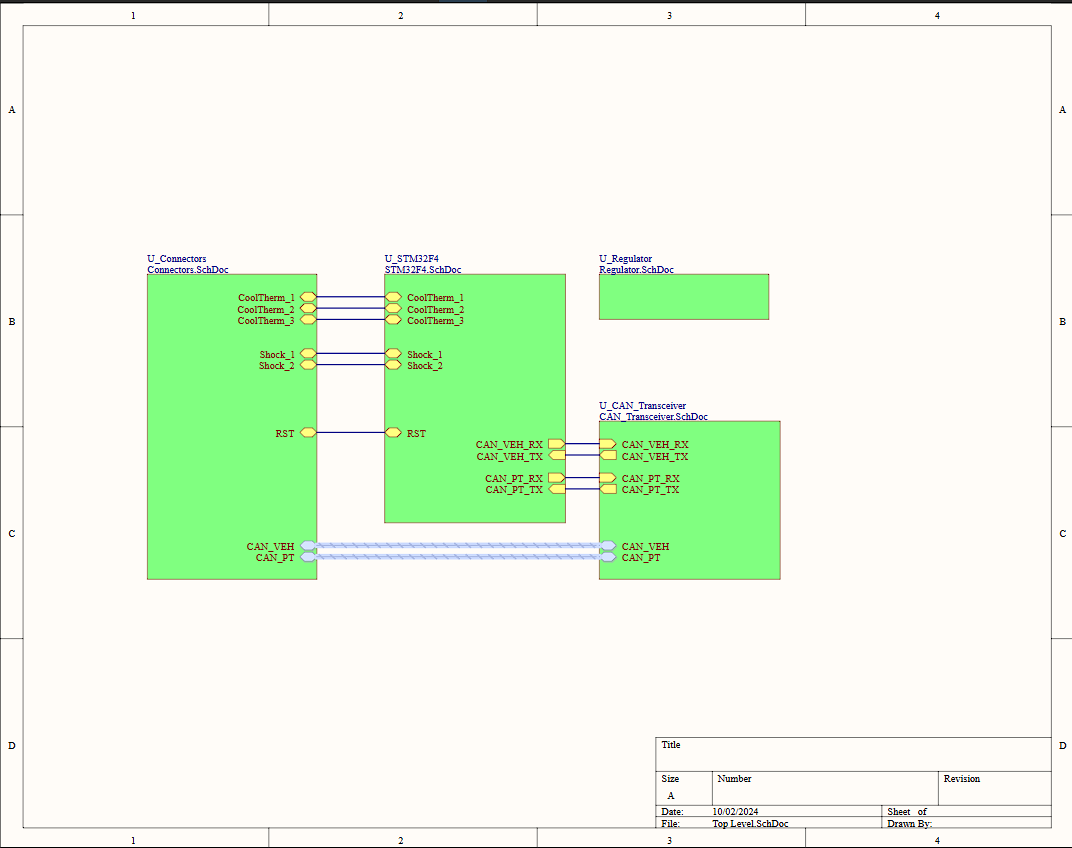 1 2 3 4
A A
U_Connectors U_STM32F4 U_Regulator
Connectors.SchDoc STM32F4.SchDoc Regulator.SchDoc
CoolTherm_1 CoolTherm_1
CoolTherm_2 CoolTherm_2
CoolTherm_3 CoolTherm_3
B B
Shock_1 Shock_1
Shock_2 Shock_2
U_CAN_Transceiver
CAN_Transceiver.SchDoc
RST RST
CAN_VEH_RX CAN_VEH_RX
CAN_VEH_TX CAN_VEH_TX
CAN_PT_RX CAN_PT_RX
CAN_PT_TX CAN_PT_TX
C C
CAN_VEH CAN_VEH
CAN_PT CAN_PT
D D
Title
Size Number Revision
A
Date: 10/02/2024 Sheet of
File: Top Level.SchDoc Drawn By:
1 2 3 4